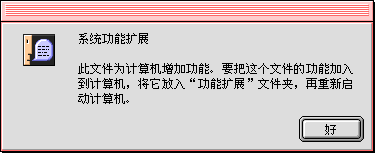 系统功能扩展
此文件为计算机增加功能。要把这个文件的功能加入
到计算机，将它放入“功能扩展”文件夹，再重新启
动计算机。
好